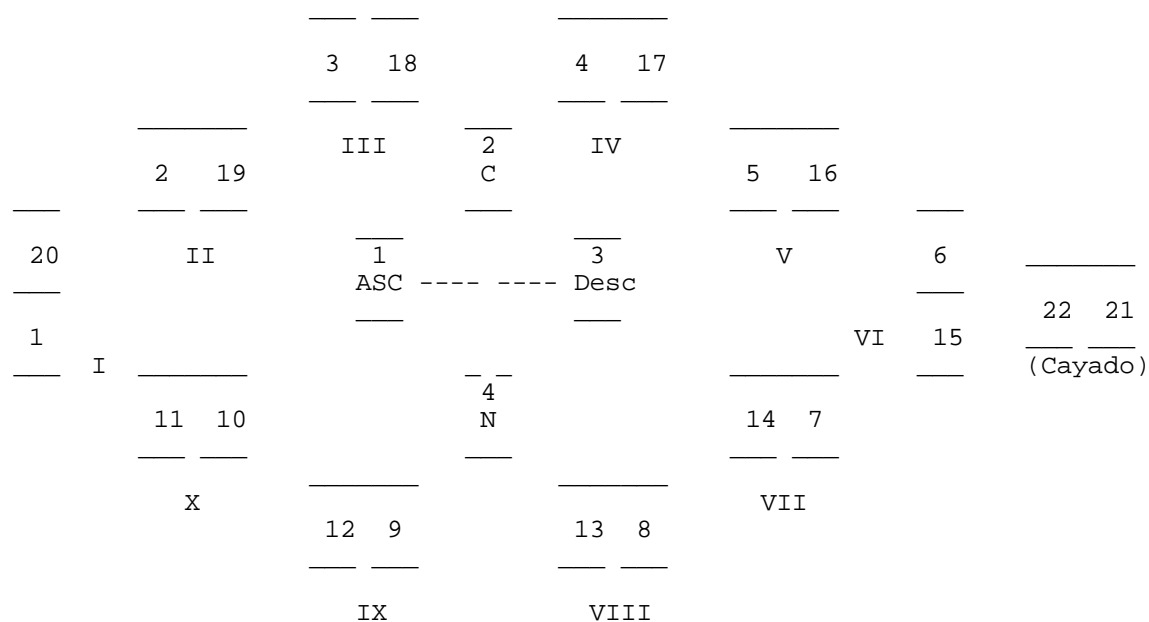 3 18 4 17
III 2 IV
2 19 C 5 16
20 II 1 3 V 6
ASC ---- ---- Desc
22 21
1 VI 15
I (Cayado)
4
11 10 N 14 7
X VII
12 9 13 8
IX VIII